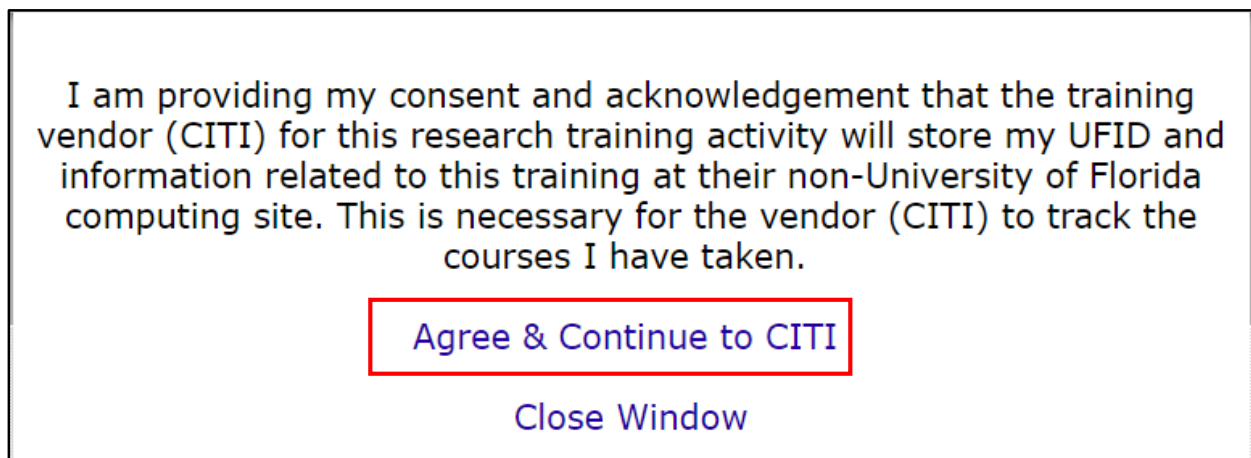 I am providing my consent and acknowledgement that the training
vendor (CITI) for this research training activity will store my UFID and
information related to this training at their non-University of Florida
computing site. This is necessary for the vendor (CITI) to track the
courses I have taken.
Agree & Continue to CITI
Close Window